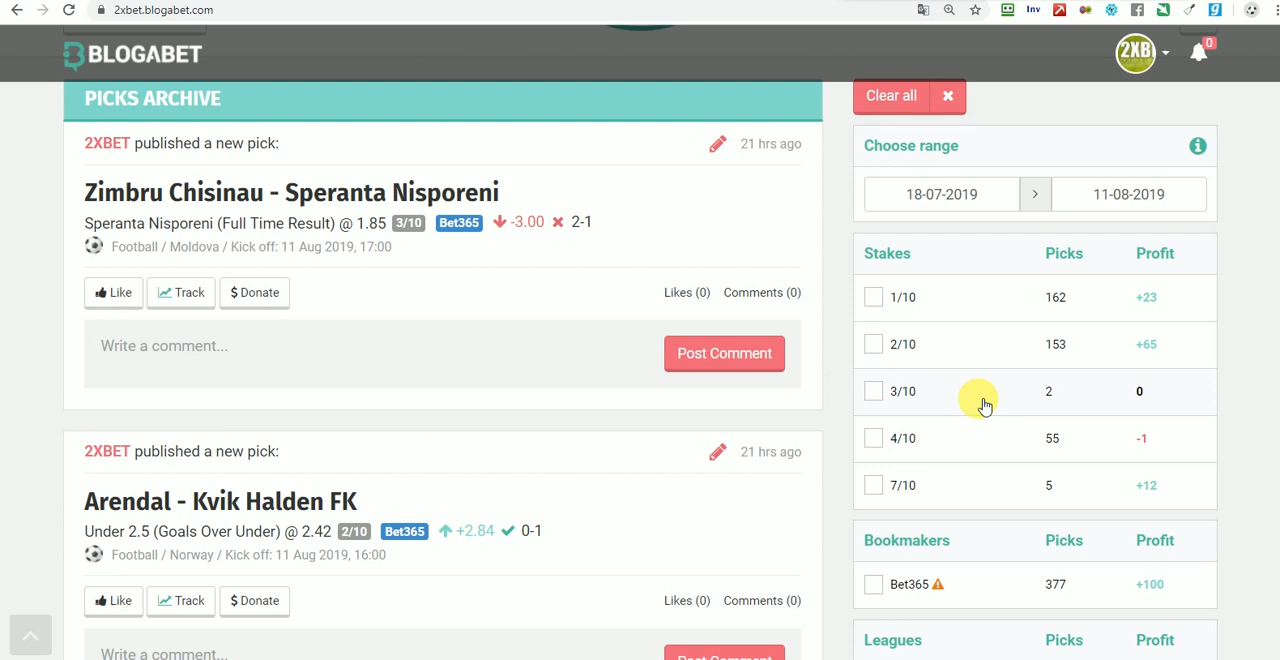 2xbet.blogabet.com
Inv
BLOGABET
2XB
0
PICKS ARCHIVE
Clear all
2XBET published a new pick:
21 hrs ago
Choose range
Zimbru Chisinau - Speranta Nisporeni
18-07-2019 > 11-08-2019
Speranta Nisporeni (Full Time Result) @ 1.85 3/10 Bet365 -3.00 2-1
Football / Moldova / Kick off: 11 Aug 2019, 17:00
Stakes Picks Profit
Like Track $ Donate Likes (0) Comments (0)
1/10 162 +23
Write a comment...
Post Comment
2/10 153 +65
3/10 2 0
4/10 55 -1
2XBET published a new pick:
21 hrs ago
7/10 5 +12
Arendal - Kvik Halden FK
Under 2.5 (Goals Over Under) @ 2.42 2/10 Bet365 +2.84 0-1
Football / Norway / Kick off: 11 Aug 2019, 16:00
Bookmakers Picks Profit
Bet365 377 +100
Like Track $ Donate Likes (0) Comments (0)
Leagues Picks Profit
Write a comment...
Post Comment